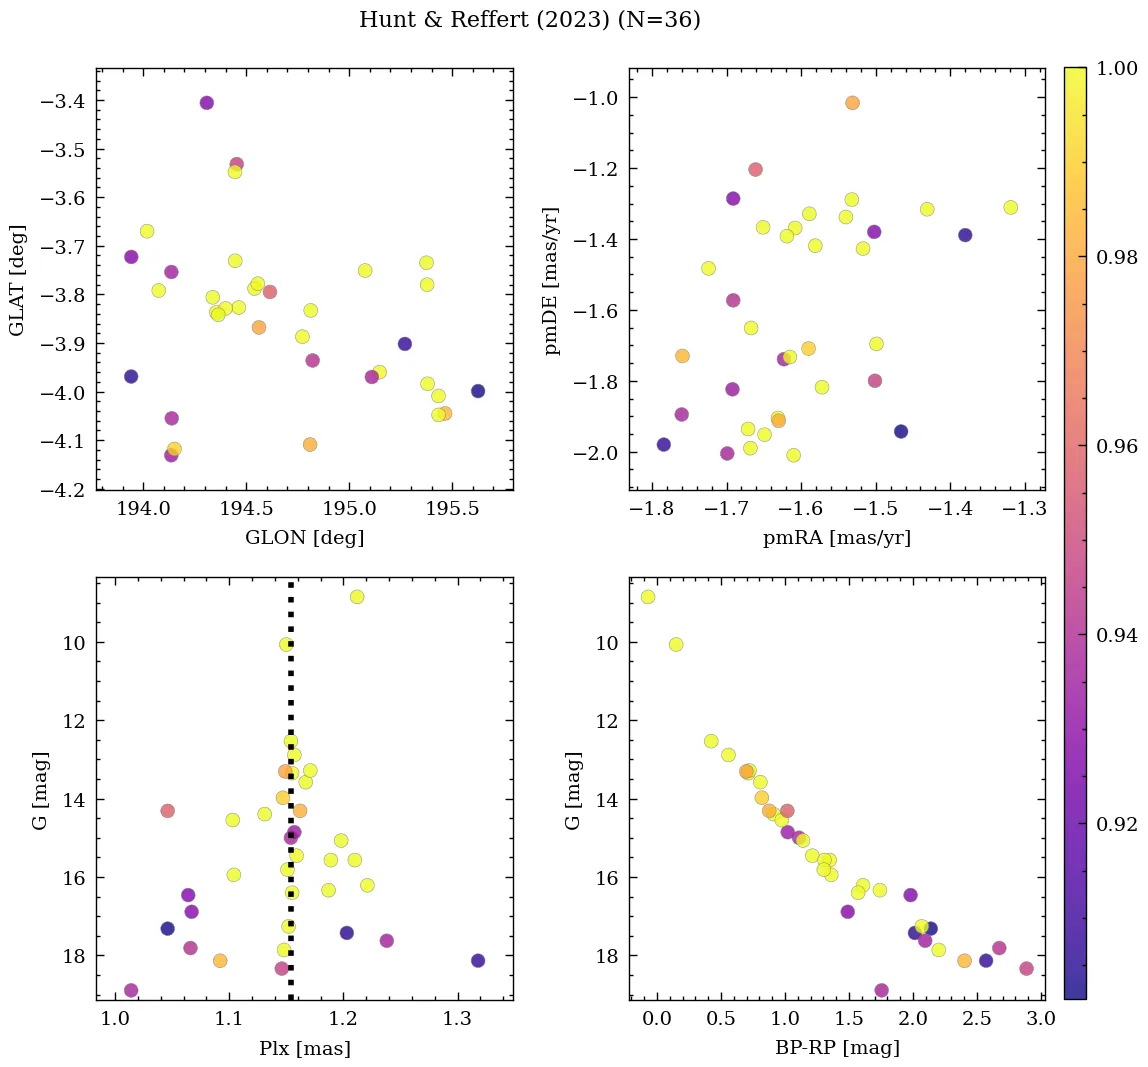 Hunt & Reffert (2023) (N=36)
−3.4
−3.5
−3.6
−3.7
−3.8
−3.9
−4.0
−4.1
−4.2
GLAT [deg]
194.0 194.5 195.0 195.5
GLON [deg]
−1.0
−1.2
−1.4
−1.6
−1.8
−2.0
pmDE [mas/yr]
−1.8 −1.7 −1.6 −1.5 −1.4 −1.3
pmRA [mas/yr]
1.00
0.98
0.96
0.94
0.92
10
12
14
16
18
G [mag]
1.0 1.1 1.2 1.3
Plx [mas]
10
12
14
16
18
G [mag]
0.0 0.5 1.0 1.5 2.0 2.5 3.0
BP-RP [mag]